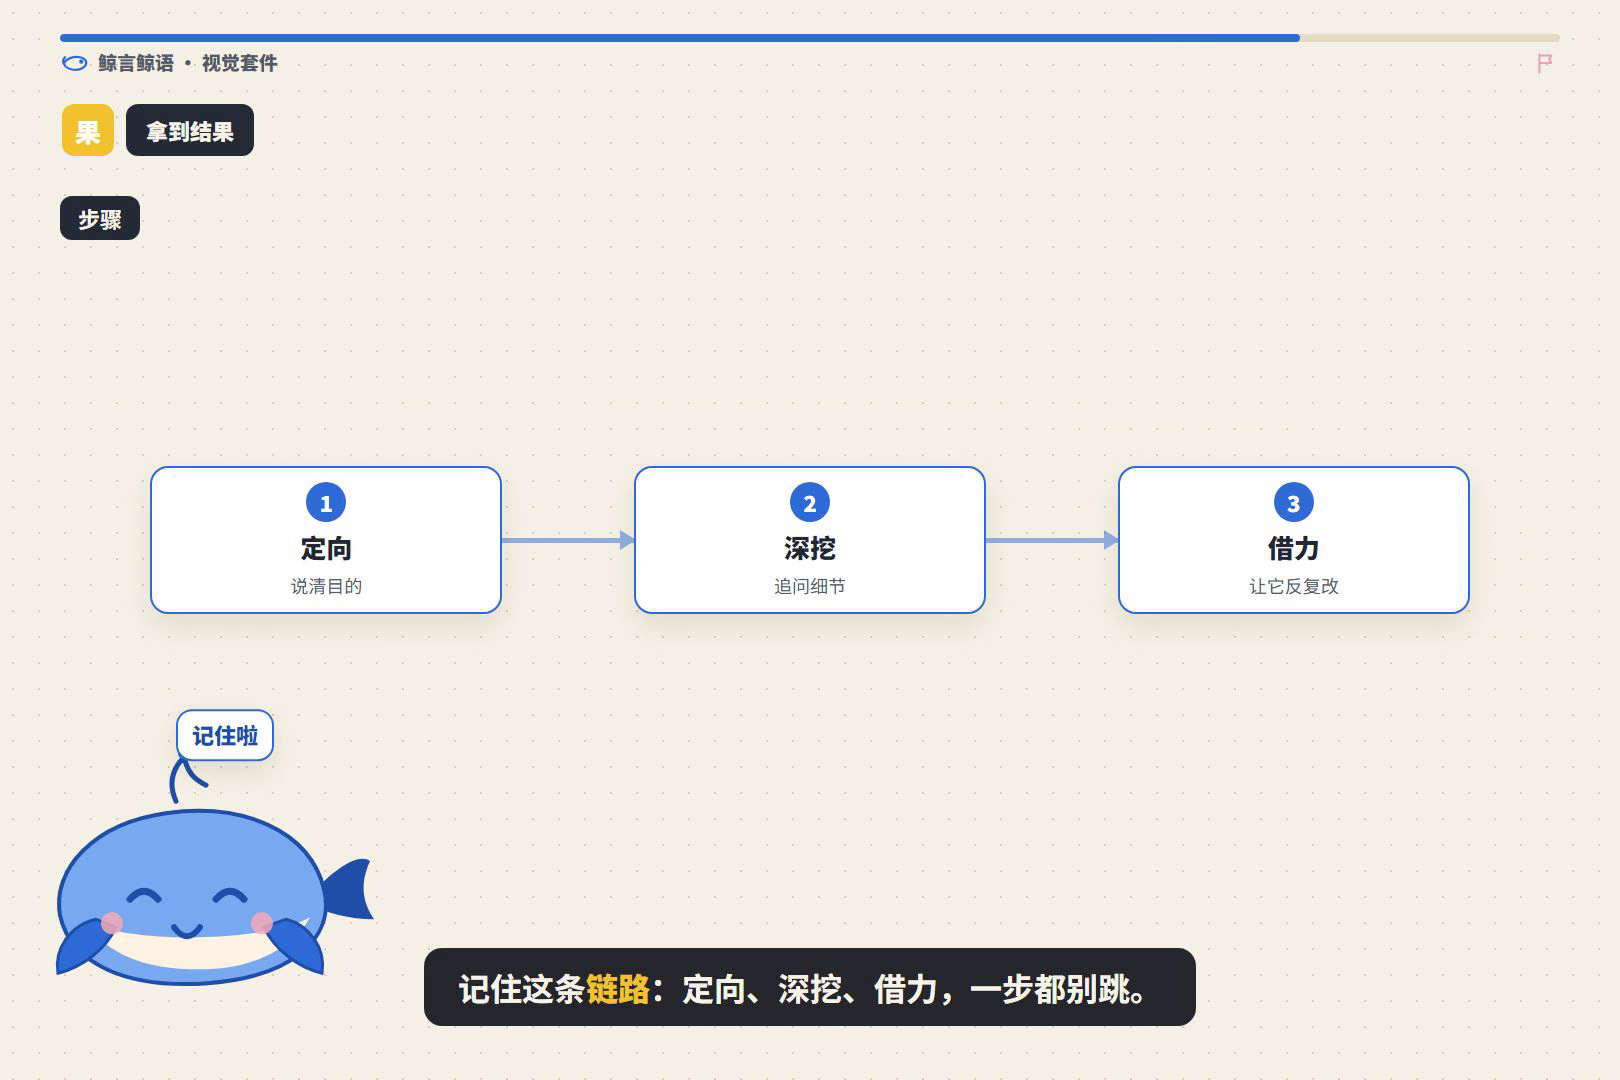 鲸言鲸语 • 视觉套件
果 拿到结果
步骤
1
定向
说清目的
2
深挖
追问细节
3
借力
让它反复改
记住啦
记住这条链路：定向、深挖、借力，一步都别跳。